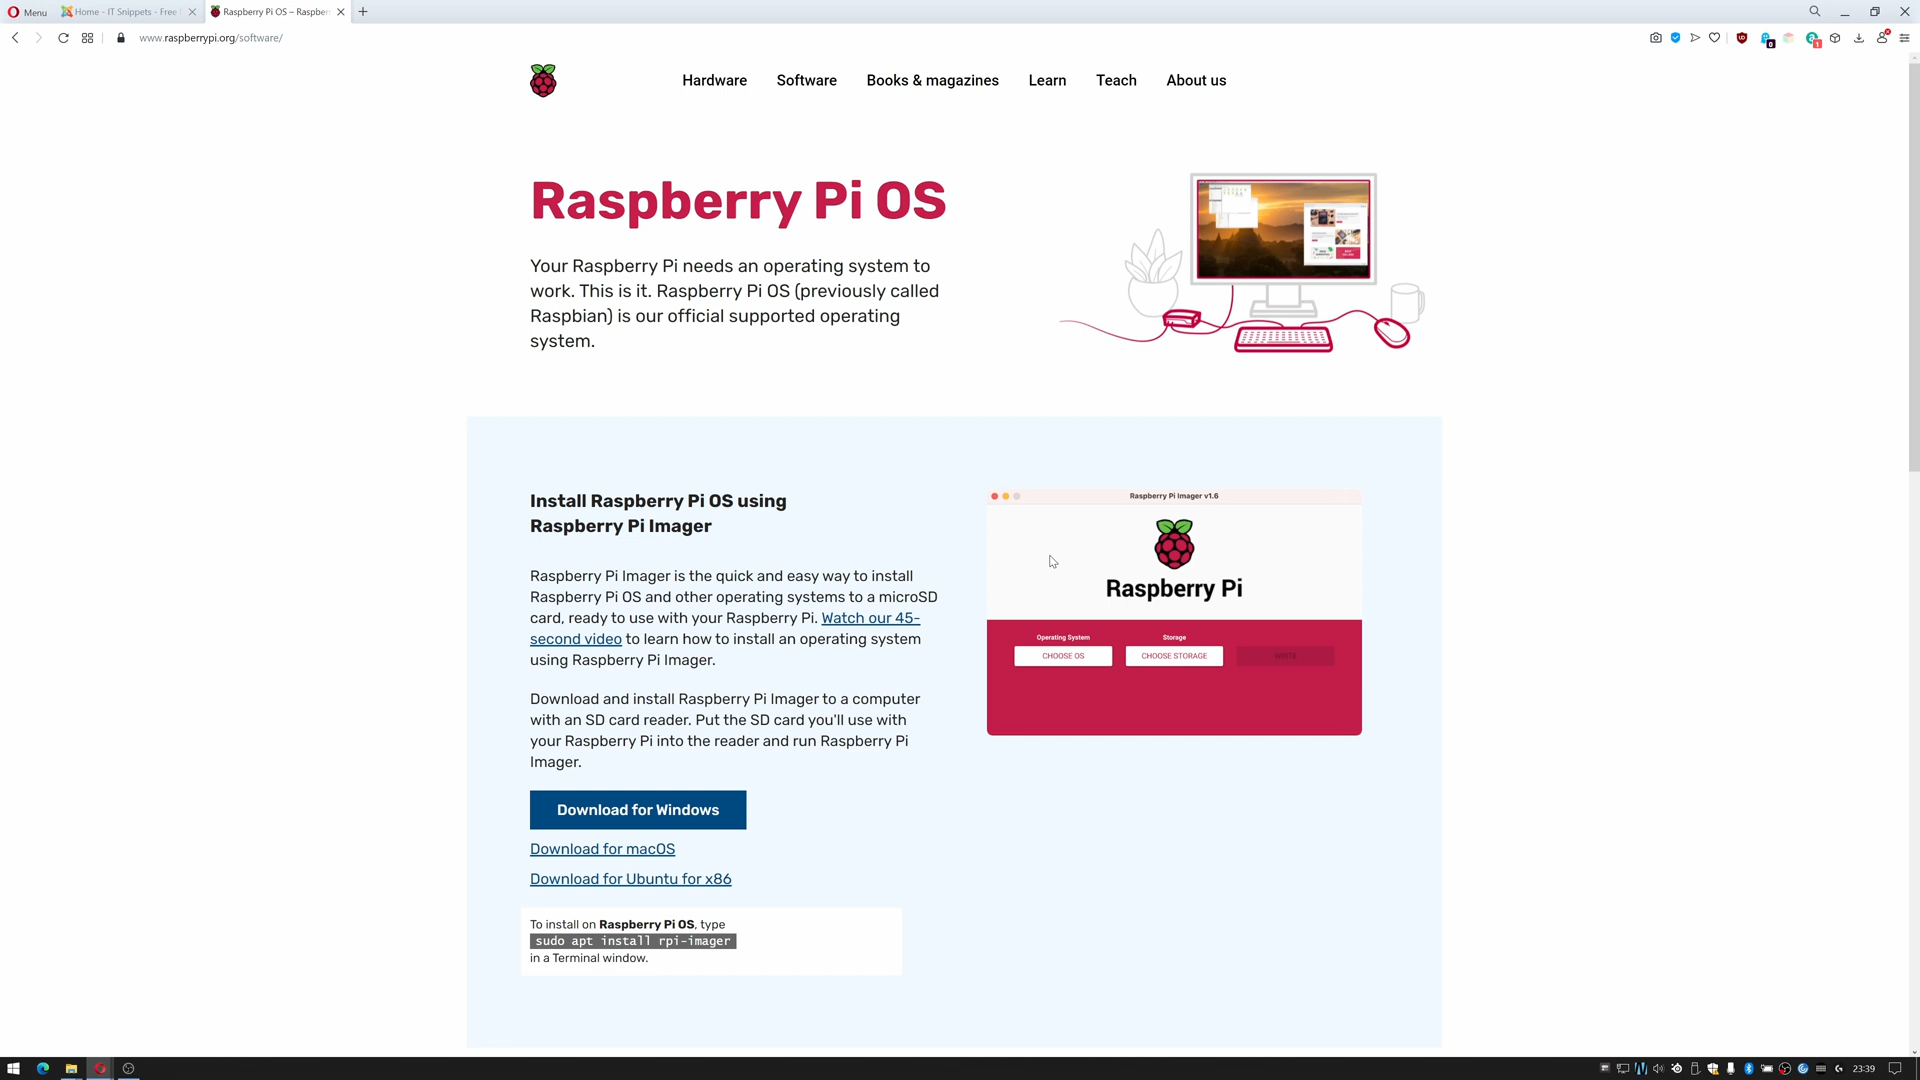 Menu
Home - IT Snippets - Free
Raspberry Pi OS – Raspber
www.raspberrypi.org/software/
0
1
Hardware
Software
Books & magazines
Learn
Teach
About us
Raspberry Pi OS
Your Raspberry Pi needs an operating system to
work. This is it. Raspberry Pi OS (previously called
Raspbian) is our official supported operating
system.
Install Raspberry Pi OS using
Raspberry Pi Imager
Raspberry Pi Imager is the quick and easy way to install
Raspberry Pi OS and other operating systems to a microSD
card, ready to use with your Raspberry Pi. Watch our 45-
second video to learn how to install an operating system
using Raspberry Pi Imager.
Download and install Raspberry Pi Imager to a computer
with an SD card reader. Put the SD card you'll use with
your Raspberry Pi into the reader and run Raspberry Pi
Imager.
Download for Windows
Download for macOS
Download for Ubuntu for x86
To install on Raspberry Pi OS, type
sudo apt install rpi-imager
in a Terminal window.
Raspberry Pi Imager v1.6
Raspberry Pi
Operating System
Storage
CHOOSE OS
CHOOSE STORAGE
WRITE
23:39